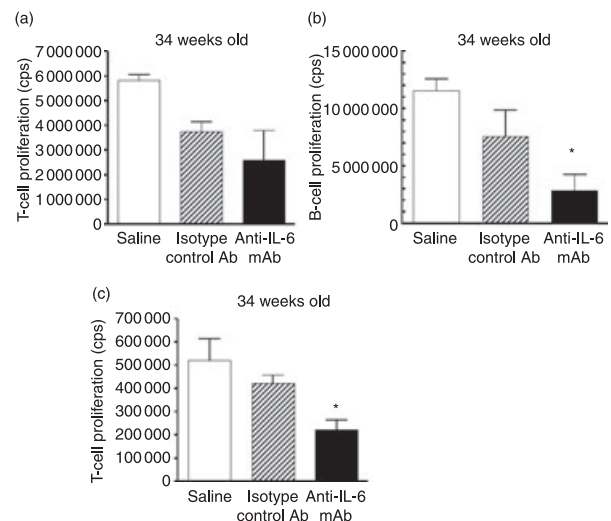 (a)
34 weeks old
T-cell proliferation (cps)
7 000 000
6 000 000
5 000 000
4 000 000
3 000 000
2 000 000
1 000 000
0
Saline
Isotype control Ab
Anti-IL-6 mAb
(b)
34 weeks old
B-cell proliferation (cps)
15 000 000
10 000 000
5 000 000
0
*
Saline
Isotype control Ab
Anti-IL-6 mAb
(c)
34 weeks old
T-cell proliferation (cps)
700 000
600 000
500 000
400 000
300 000
200 000
100 000
0
*
Saline
Isotype control Ab
Anti-IL-6 mAb